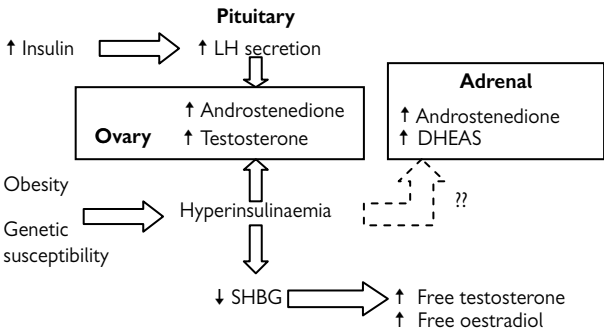 Pituitary
↑ Insulin
↑ LH secretion
Adrenal
↑ Androstenedione
↑ DHEAS
↑ Androstenedione
Ovary ↑ Testosterone
Obesity
Genetic
susceptibility
Hyperinsulinaemia
??
↓ SHBG
↑ Free testosterone
↑ Free oestradiol